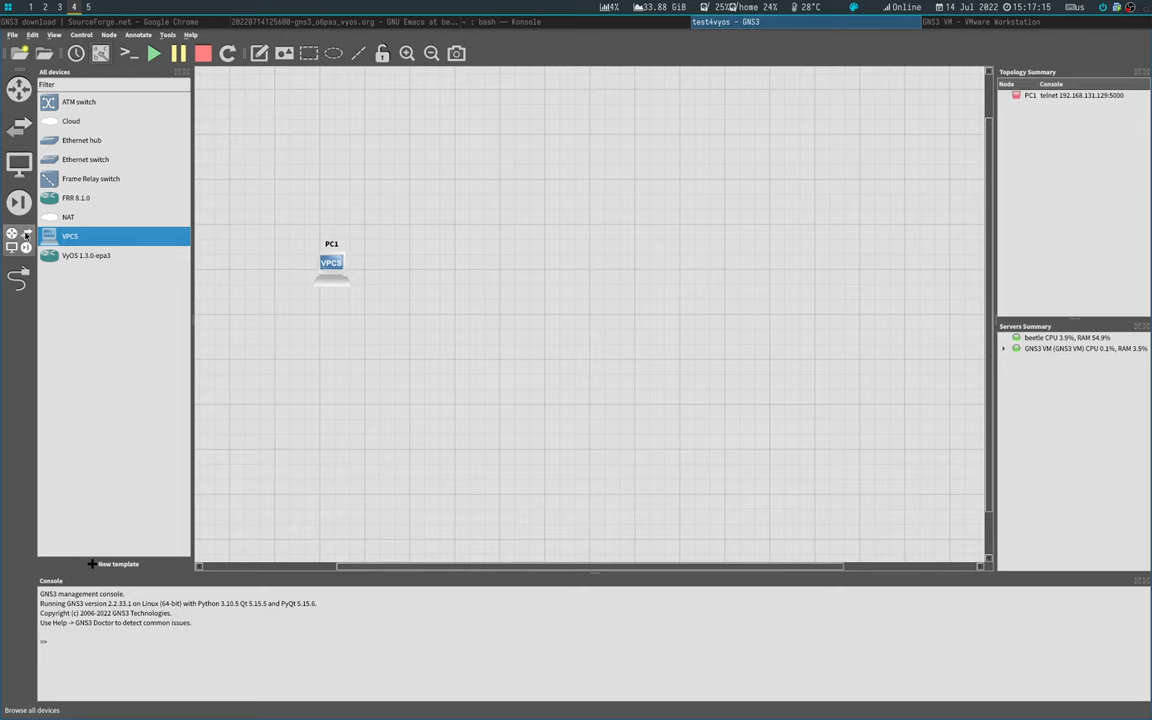 1 2 3 4 5 4% 33.88 GiB 25% /home 24% 28°C Online 14 Jul 2022 15:17:15 us
GNS3 download | SourceForge.net - Google Chrome
20220714125600-gns3_образ_vyos.org - GNU Emacs at be...
~ : bash — Konsole
test4vyos - GNS3
GNS3 VM - VMware Workstation
File Edit View Control Node Annotate Tools Help
All devices
Filter
ATM switch
Cloud
Ethernet hub
Ethernet switch
Frame Relay switch
FRR 8.1.0
NAT
VPCS
VyOS 1.3.0-epa3
New template
PC1
VPCS
Topology Summary
Node Console
PC1 telnet 192.168.131.129:5000
Servers Summary
beetle CPU 3.9%, RAM 54.9%
GNS3 VM (GNS3 VM) CPU 0.1%, RAM 3.5%
Console
GNS3 management console.
Running GNS3 version 2.2.33.1 on Linux (64-bit) with Python 3.10.5 Qt 5.15.5 and PyQt 5.15.6.
Copyright (c) 2006-2022 GNS3 Technologies.
Use Help -> GNS3 Doctor to detect common issues.
=>
Browse all devices